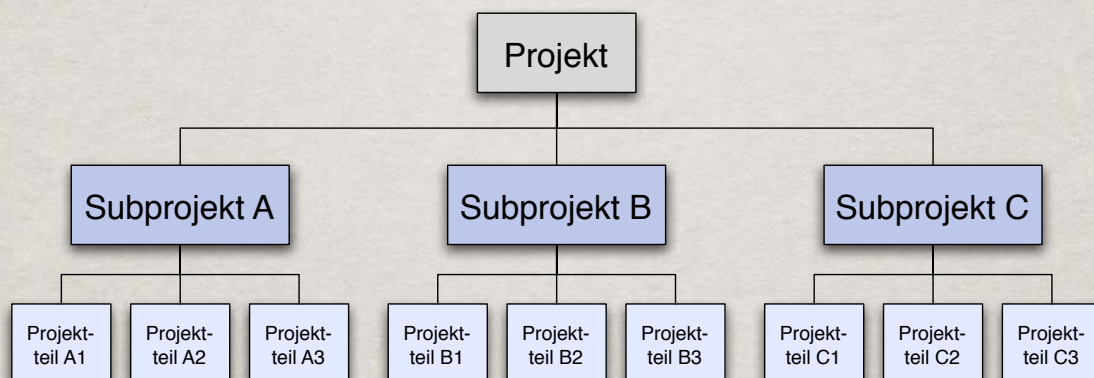 Projekt
Subprojekt A
Subprojekt B
Subprojekt C
Projekt-
teil A1
Projekt-
teil A2
Projekt-
teil A3
Projekt-
teil B1
Projekt-
teil B2
Projekt-
teil B3
Projekt-
teil C1
Projekt-
teil C2
Projekt-
teil C3